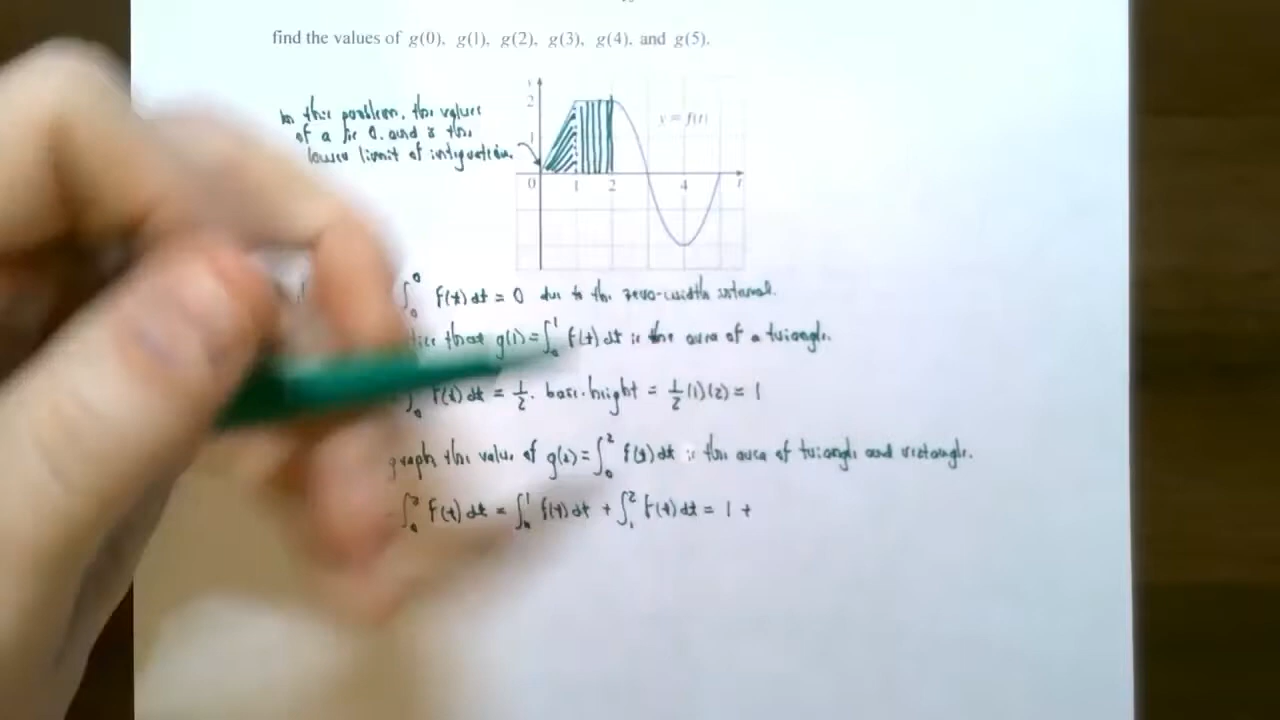 find the values of g(0), g(1), g(2), g(3), g(4), and g(5).
In this problem, the values
of a is 0. and is the
lower limit of integration.
y
2
1
y = f(t)
0 1 2 4 t
∫₀⁰ f(t) dt = 0 due to the zero-width interval.
that g(1) = ∫₀¹ f(t) dt is the area of a triangle.
∫₀ f(t) dt = 1/2 · base · height = 1/2 (1)(2) = 1
graph the value of g(2) = ∫₀² f(t) dt is the area of triangle and rectangle.
∫₀² f(t) dt = ∫₀¹ f(t) dt + ∫₁² f(t) dt = 1 +